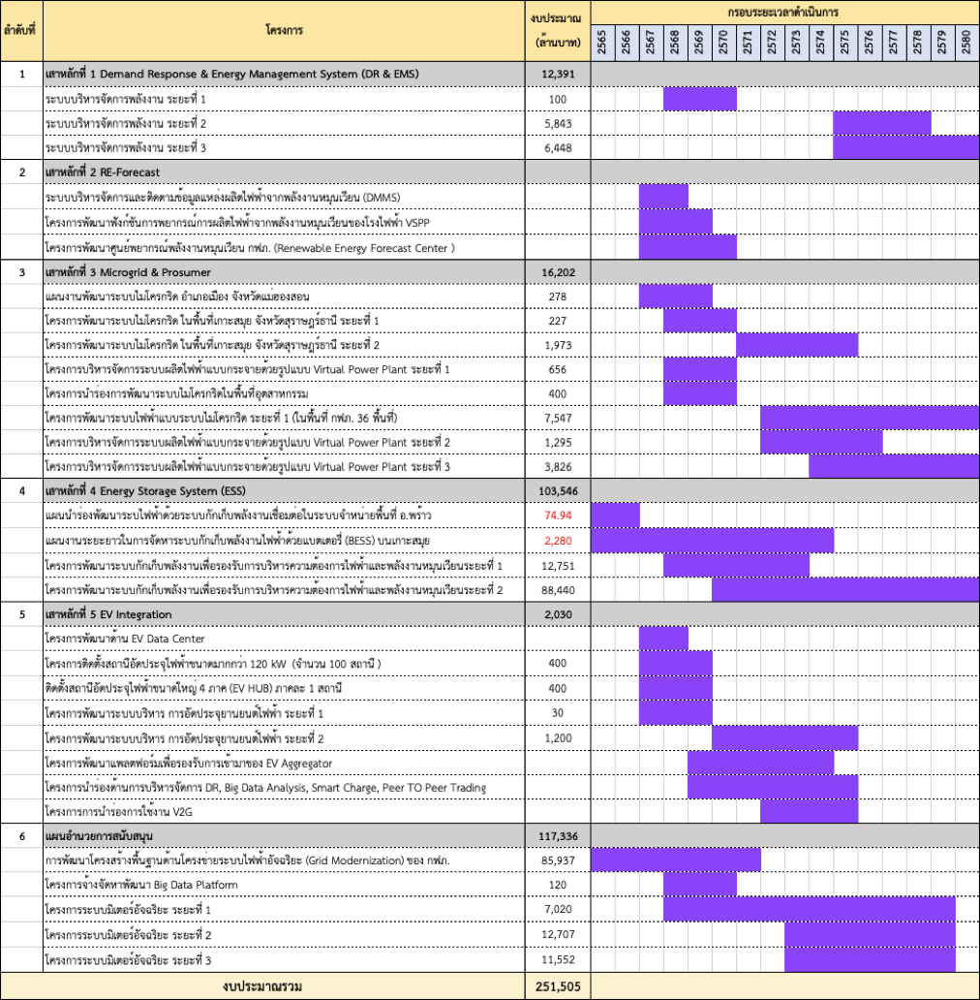 ลำดับที่ โครงการ งบประมาณ (ล้านบาท) กรอบระยะเวลาดำเนินการ
2565 2566 2567 2568 2569 2570 2571 2572 2573 2574 2575 2576 2577 2578 2579 2580
1 เสาหลักที่ 1 Demand Response & Energy Management System (DR & EMS) 12,391
ระบบบริหารจัดการพลังงาน ระยะที่ 1 100
ระบบบริหารจัดการพลังงาน ระยะที่ 2 5,843
ระบบบริหารจัดการพลังงาน ระยะที่ 3 6,448
2 เสาหลักที่ 2 RE-Forecast
ระบบบริหารจัดการและติดตามข้อมูลแหล่งผลิตไฟฟ้าจากพลังงานหมุนเวียน (DMMS)
โครงการพัฒนาฟังก์ชันการพยากรณ์การผลิตไฟฟ้าจากพลังงานหมุนเวียนของโรงไฟฟ้า VSPP
โครงการพัฒนาศูนย์พยากรณ์พลังงานหมุนเวียน กฟภ. (Renewable Energy Forecast Center )
3 เสาหลักที่ 3 Microgrid & Prosumer 16,202
แผนงานพัฒนาระบบไมโครกริด อำเภอเมือง จังหวัดแม่ฮ่องสอน 278
โครงการพัฒนาระบบไมโครกริด ในพื้นที่เกาะสมุย จังหวัดสุราษฎร์ธานี ระยะที่ 1 227
โครงการพัฒนาระบบไมโครกริด ในพื้นที่เกาะสมุย จังหวัดสุราษฎร์ธานี ระยะที่ 2 1,973
โครงการบริหารจัดการระบบผลิตไฟฟ้าแบบกระจายด้วยรูปแบบ Virtual Power Plant ระยะที่ 1 656
โครงการนำร่องการพัฒนาระบบไมโครกริดในพื้นที่อุตสาหกรรม 400
โครงการพัฒนาระบบไฟฟ้าแบบระบบไมโครกริด ระยะที่ 1 (ในพื้นที่ กฟภ. 36 พื้นที่) 7,547
โครงการบริหารจัดการระบบผลิตไฟฟ้าแบบกระจายด้วยรูปแบบ Virtual Power Plant ระยะที่ 2 1,295
โครงการบริหารจัดการระบบผลิตไฟฟ้าแบบกระจายด้วยรูปแบบ Virtual Power Plant ระยะที่ 3 3,826
4 เสาหลักที่ 4 Energy Storage System (ESS) 103,546
แผนนำร่องพัฒนาระบไฟฟ้าด้วยระบบกักเก็บพลังงานเชื่อมต่อในระบบจำหน่ายพื้นที่ อ.พร้าว 74.94
แผนงานระยะยาวในการจัดหาระบบกักเก็บพลังงานไฟฟ้าด้วยแบตเตอรี่ (BESS) บนเกาะสมุย 2,280
โครงการพัฒนาระบบกักเก็บพลังงานเพื่อรองรับการบริหารความต้องการไฟฟ้าและพลังงานหมุนเวียนระยะที่ 1 12,751
โครงการพัฒนาระบบกักเก็บพลังงานเพื่อรองรับการบริหารความต้องการไฟฟ้าและพลังงานหมุนเวียนระยะที่ 2 88,440
5 เสาหลักที่ 5 EV Integration 2,030
โครงการพัฒนาด้าน EV Data Center
โครงการติดตั้งสถานีอัดประจุไฟฟ้าขนาดมากกว่า 120 kW (จำนวน 100 สถานี ) 400
ติดตั้งสถานีอัดประจุไฟฟ้าขนาดใหญ่ 4 ภาค (EV HUB) ภาคละ 1 สถานี 400
โครงการพัฒนาระบบบริหาร การอัดประจุยานยนต์ไฟฟ้า ระยะที่ 1 30
โครงการพัฒนาระบบบริหาร การอัดประจุยานยนต์ไฟฟ้า ระยะที่ 2 1,200
โครงการพัฒนาแพลตฟอร์มเพื่อรองรับการเข้ามาของ EV Aggregator
โครงการนำร่องด้านการบริหารจัดการ DR, Big Data Analysis, Smart Charge, Peer TO Peer Trading
โครงการการนำร่องการใช้งาน V2G
6 แผนอำนวยการสนับสนุน 117,336
การพัฒนาโครงสร้างพื้นฐานด้านโครงข่ายระบบไฟฟ้าอัจฉริยะ (Grid Modernization) ของ กฟภ. 85,937
โครงการจ้างจัดหาพัฒนา Big Data Platform 120
โครงการระบบมิเตอร์อัจฉริยะ ระยะที่ 1 7,020
โครงการระบบมิเตอร์อัจฉริยะ ระยะที่ 2 12,707
โครงการระบบมิเตอร์อัจฉริยะ ระยะที่ 3 11,552
งบประมาณรวม 251,505